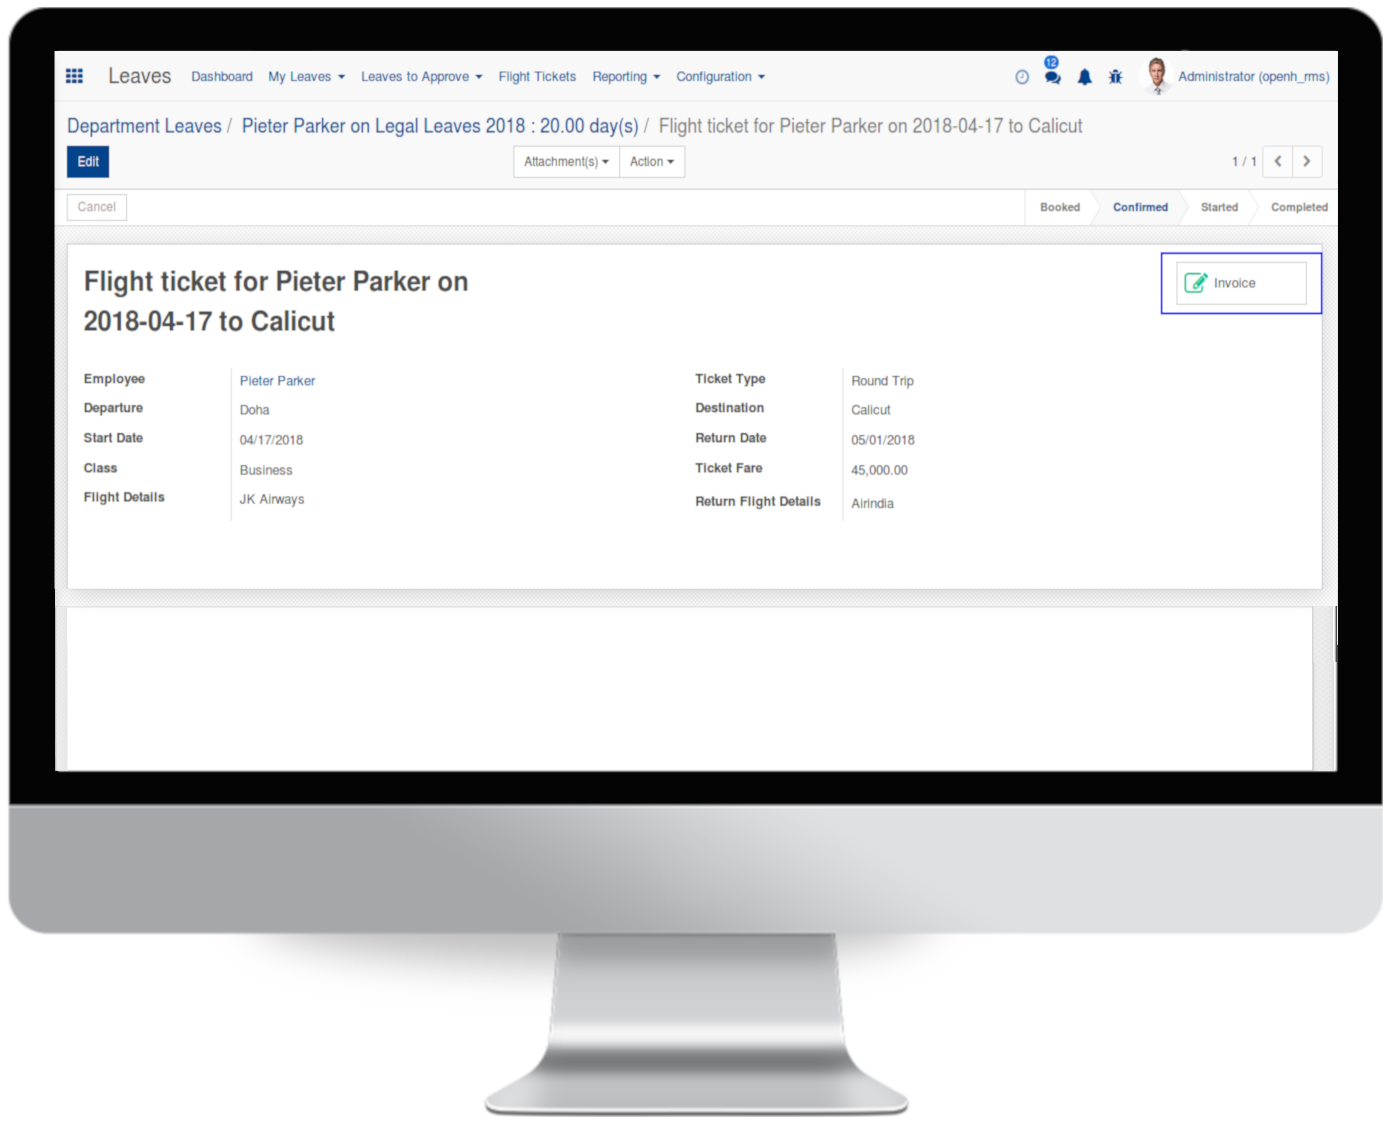 Leaves Dashboard My Leaves Leaves to Approve Flight Tickets Reporting Configuration 12 Administrator (openh_rms)
Department Leaves / Pieter Parker on Legal Leaves 2018 : 20.00 day(s) / Flight ticket for Pieter Parker on 2018-04-17 to Calicut
Edit Attachment(s) Action 1 / 1
Cancel Booked Confirmed Started Completed
Flight ticket for Pieter Parker on
2018-04-17 to Calicut
Invoice
Employee Pieter Parker Ticket Type Round Trip
Departure Doha Destination Calicut
Start Date 04/17/2018 Return Date 05/01/2018
Class Business Ticket Fare 45,000.00
Flight Details JK Airways Return Flight Details Airindia